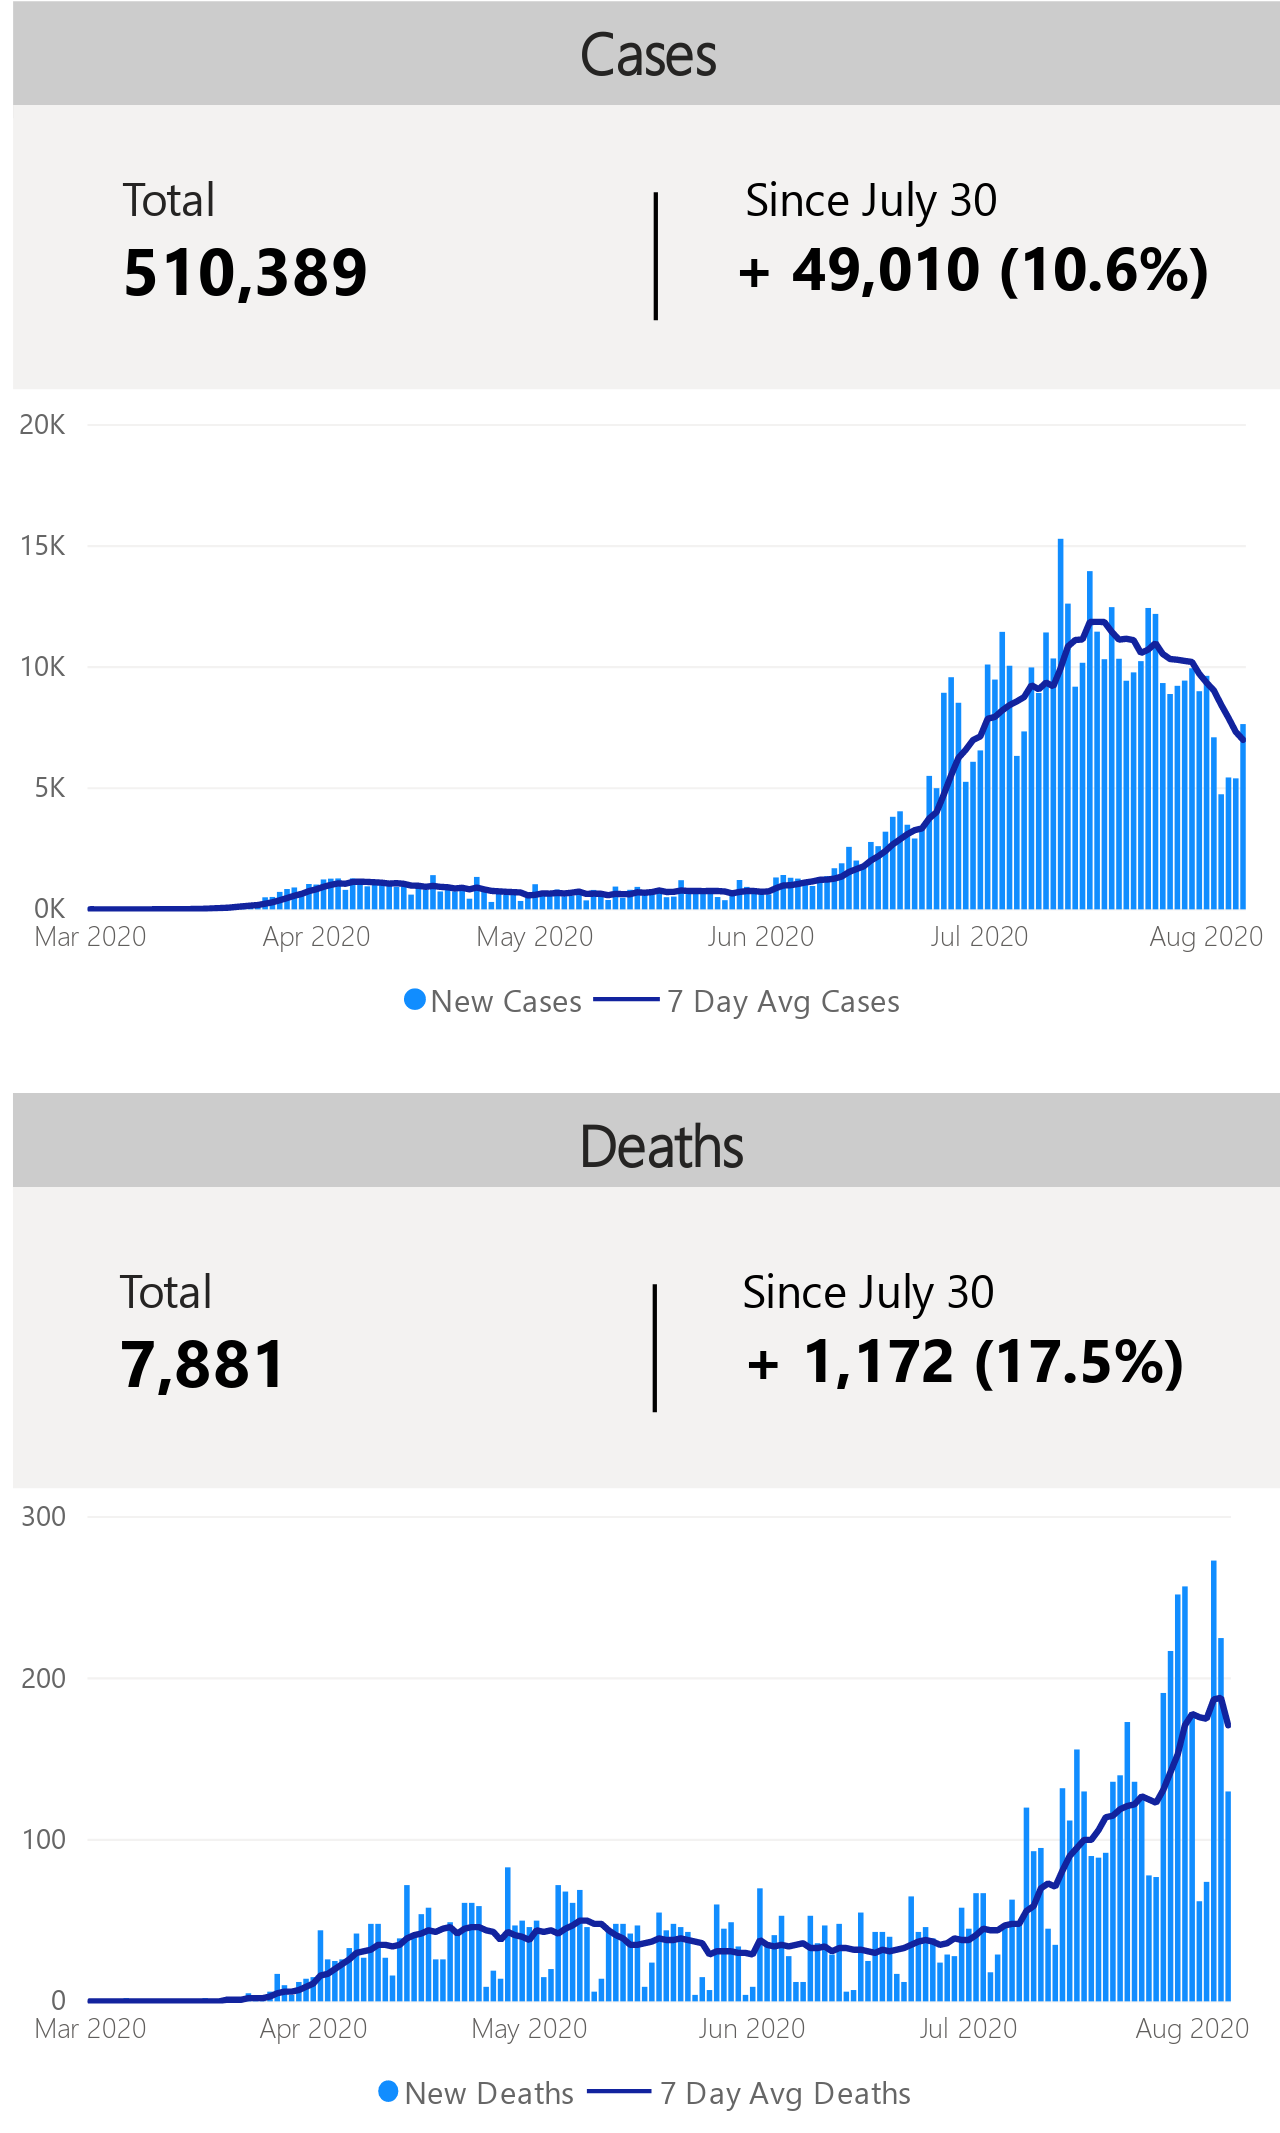 Cases
Total
510,389
Since July 30
+ 49,010 (10.6%)
20K
15K
10K
5K
0K
Mar 2020 Apr 2020 May 2020 Jun 2020 Jul 2020 Aug 2020
New Cases 7 Day Avg Cases
Deaths
Total
7,881
Since July 30
+ 1,172 (17.5%)
300
200
100
0
Mar 2020 Apr 2020 May 2020 Jun 2020 Jul 2020 Aug 2020
New Deaths 7 Day Avg Deaths